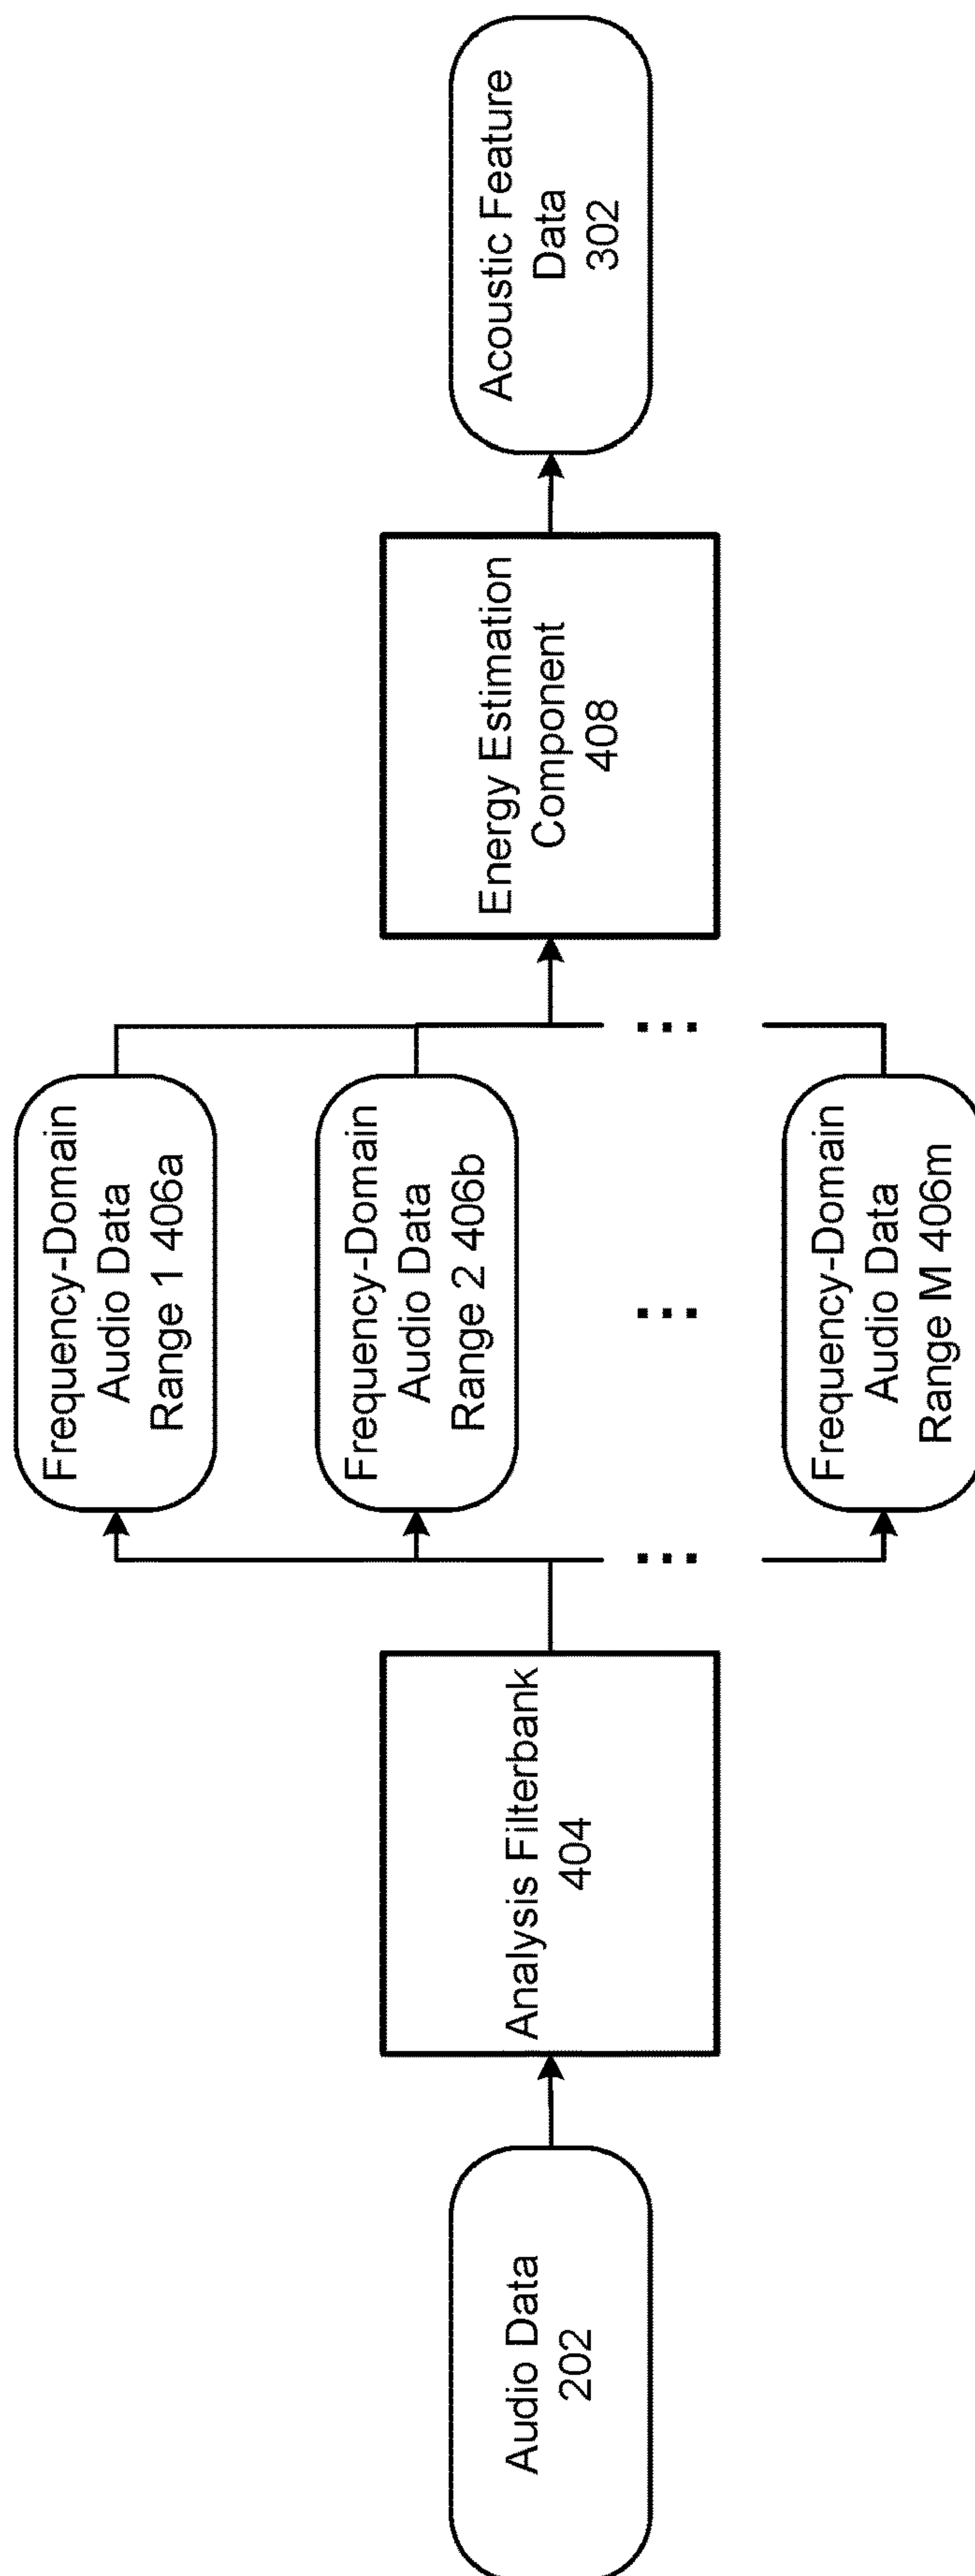 Audio Data
202
Analysis Filterbank
404
Frequency-Domain
Audio Data
Range 1 406a
Frequency-Domain
Audio Data
Range 2 406b
...
...
...
Frequency-Domain
Audio Data
Range M 406m
Energy Estimation
Component
408
Acoustic Feature
Data
302